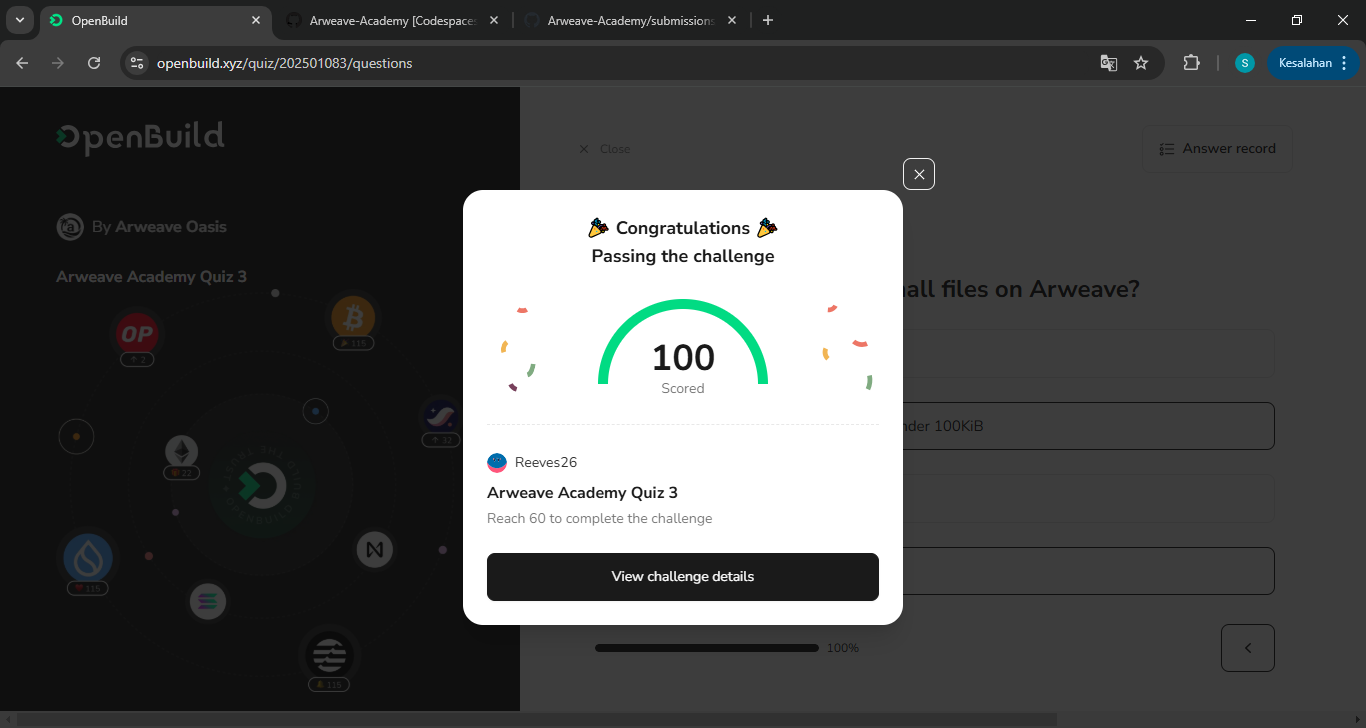 OpenBuild
Arweave-Academy [Codespaces
Arweave-Academy/submissions
openbuild.xyz/quiz/202501083/questions
S
Kesalahan
OpenBuild
By Arweave Oasis
Arweave Academy Quiz 3
OP
2
115
32
22
115
115
Close
Answer record
all files on Arweave?
nder 100KiB
100%
Congratulations
Passing the challenge
100
Scored
Reeves26
Arweave Academy Quiz 3
Reach 60 to complete the challenge
View challenge details